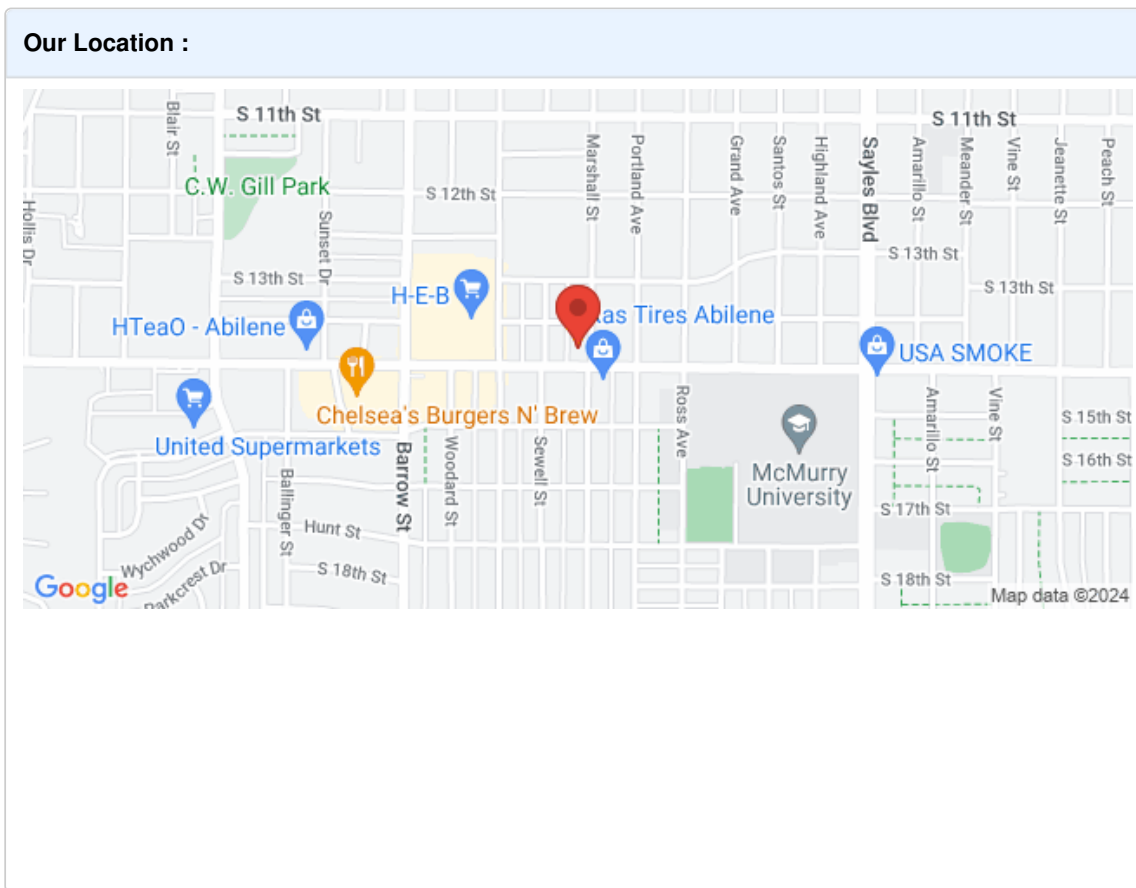 Our Location :
S 11th St
S 11th St
Blair St
C.W. Gill Park
S 12th St
Marshall St
Portland Ave
Grand Ave
Santos St
Highland Ave
Sayles Blvd
Amarillo St
Meander St
Vine St
Jeanette St
Peach St
Hollis Dr
Sunset Dr
S 13th St
S 13th St
S 13th St
H-E-B
HTeaO - Abilene
Tires Abilene
USA SMOKE
Chelsea's Burgers N' Brew
United Supermarkets
Ross Ave
Amarillo St
Vine St
S 15th St
S 16th St
Barrow St
Woodard St
Sewell St
Ballinger St
McMurry
University
S 17th St
Hunt St
Wychwood Dr
S 18th St
S 18th St
Parkcrest Dr
Google
Map data ©2024